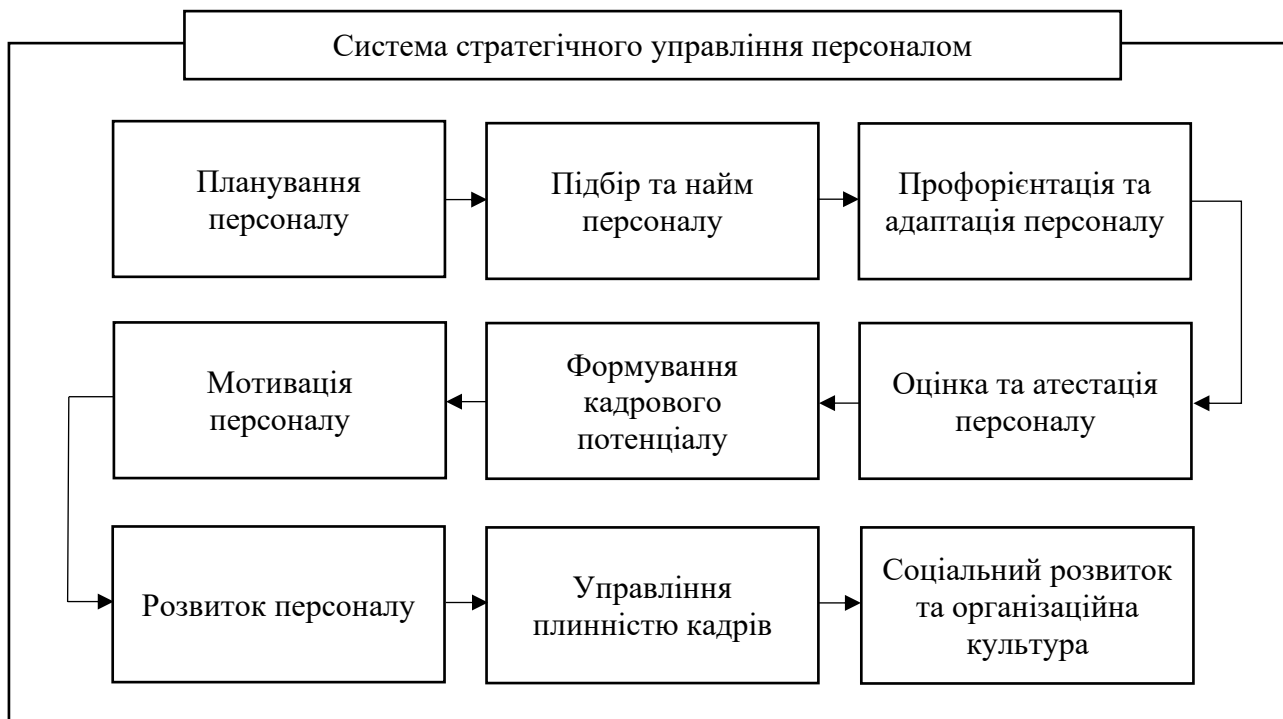 Система стратегічного управління персоналом
Планування
персоналу
Підбір та найм
персоналу
Профорієнтація та
адаптація персоналу
Оцінка та атестація
персоналу
Формування
кадрового
потенціалу
Мотивація
персоналу
Розвиток персоналу
Управління
плинністю кадрів
Соціальний розвиток
та організаційна
культура